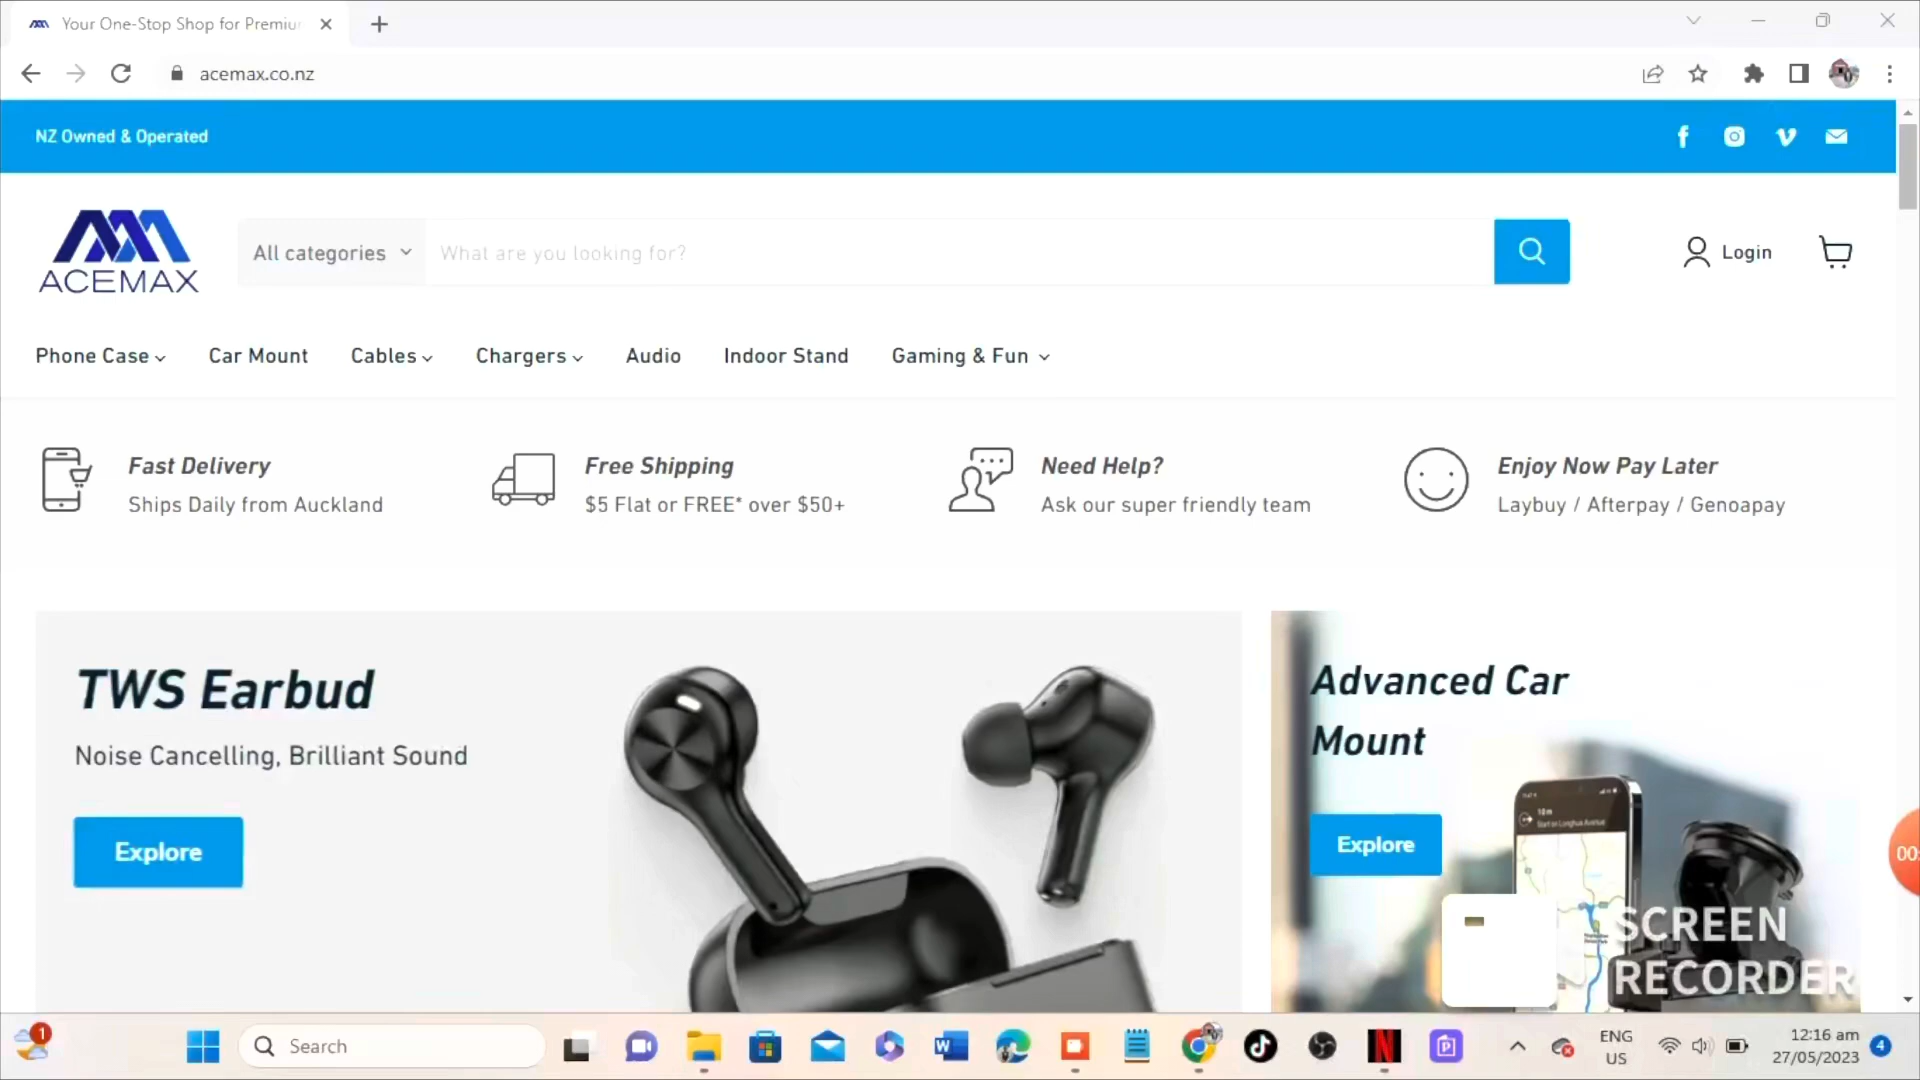 Your One-Stop Shop for Premiu
acemax.co.nz
NZ Owned & Operated
ACEMAX
All categories
What are you looking for?
Login
Phone Case
Car Mount
Cables
Chargers
Audio
Indoor Stand
Gaming & Fun
Fast Delivery
Ships Daily from Auckland
Free Shipping
$5 Flat or FREE* over $50+
Need Help?
Ask our super friendly team
Enjoy Now Pay Later
Laybuy / Afterpay / Genoapay
TWS Earbud
Noise Cancelling, Brilliant Sound
Explore
Advanced Car
Mount
Explore
00:
SCREEN
RECORDER
1
Search
ENG
US
12:16 am
27/05/2023
4